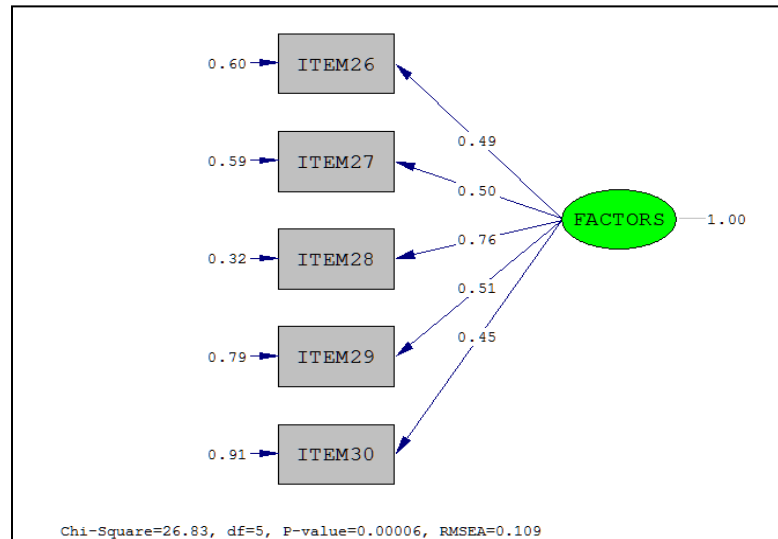 0.60 ITEM26
0.49
0.59 ITEM27
0.50
FACTORS 1.00
0.76
0.32 ITEM28
0.51
0.45
0.79 ITEM29
0.91 ITEM30
Chi-Square=26.83, df=5, P-value=0.00006, RMSEA=0.109